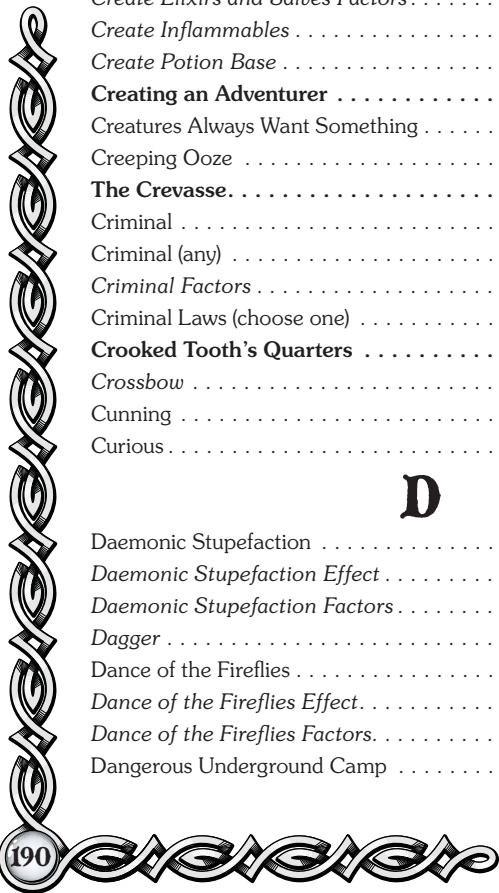 Create Elixirs and Salves Factors . . . . . . .
Create Inflammables . . . . . . . . . . . . . . . . .
Create Potion Base . . . . . . . . . . . . . . . . . .
Creating an Adventurer . . . . . . . . . . . .
Creatures Always Want Something . . . . . .
Creeping Ooze . . . . . . . . . . . . . . . . . . . . .
The Crevasse. . . . . . . . . . . . . . . . . . . .
Criminal . . . . . . . . . . . . . . . . . . . . . . . . . .
Criminal (any) . . . . . . . . . . . . . . . . . . . . . .
Criminal Factors . . . . . . . . . . . . . . . . . . . .
Criminal Laws (choose one) . . . . . . . . . . .
Crooked Tooth's Quarters . . . . . . . . . .
Crossbow . . . . . . . . . . . . . . . . . . . . . . . . .
Cunning . . . . . . . . . . . . . . . . . . . . . . . . . .
Curious . . . . . . . . . . . . . . . . . . . . . . . . . . .
D
Daemonic Stupefaction . . . . . . . . . . . . . .
Daemonic Stupefaction Effect . . . . . . . . .
Daemonic Stupefaction Factors . . . . . . . .
Dagger . . . . . . . . . . . . . . . . . . . . . . . . . . .
Dance of the Fireflies . . . . . . . . . . . . . . . .
Dance of the Fireflies Effect. . . . . . . . . . .
Dance of the Fireflies Factors. . . . . . . . . .
Dangerous Underground Camp . . . . . . . .
190